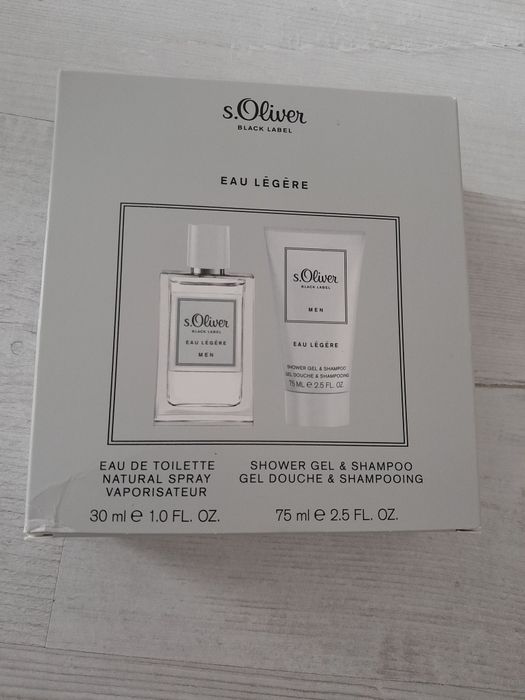 s.Oliver
BLACK LABEL
EAU LÉGÈRE
s.Oliver
BLACK LABEL
EAU LÉGÈRE
MEN
s.Oliver
BLACK LABEL
MEN
EAU LÉGÈRE
SHOWER GEL & SHAMPOO
GEL DOUCHE & SHAMPOOING
75 ML ℮ 2.5 FL. OZ.
EAU DE TOILETTE
NATURAL SPRAY
VAPORISATEUR
30 ml ℮ 1.0 FL. OZ.
SHOWER GEL & SHAMPOO
GEL DOUCHE & SHAMPOOING
75 ml ℮ 2.5 FL. OZ.